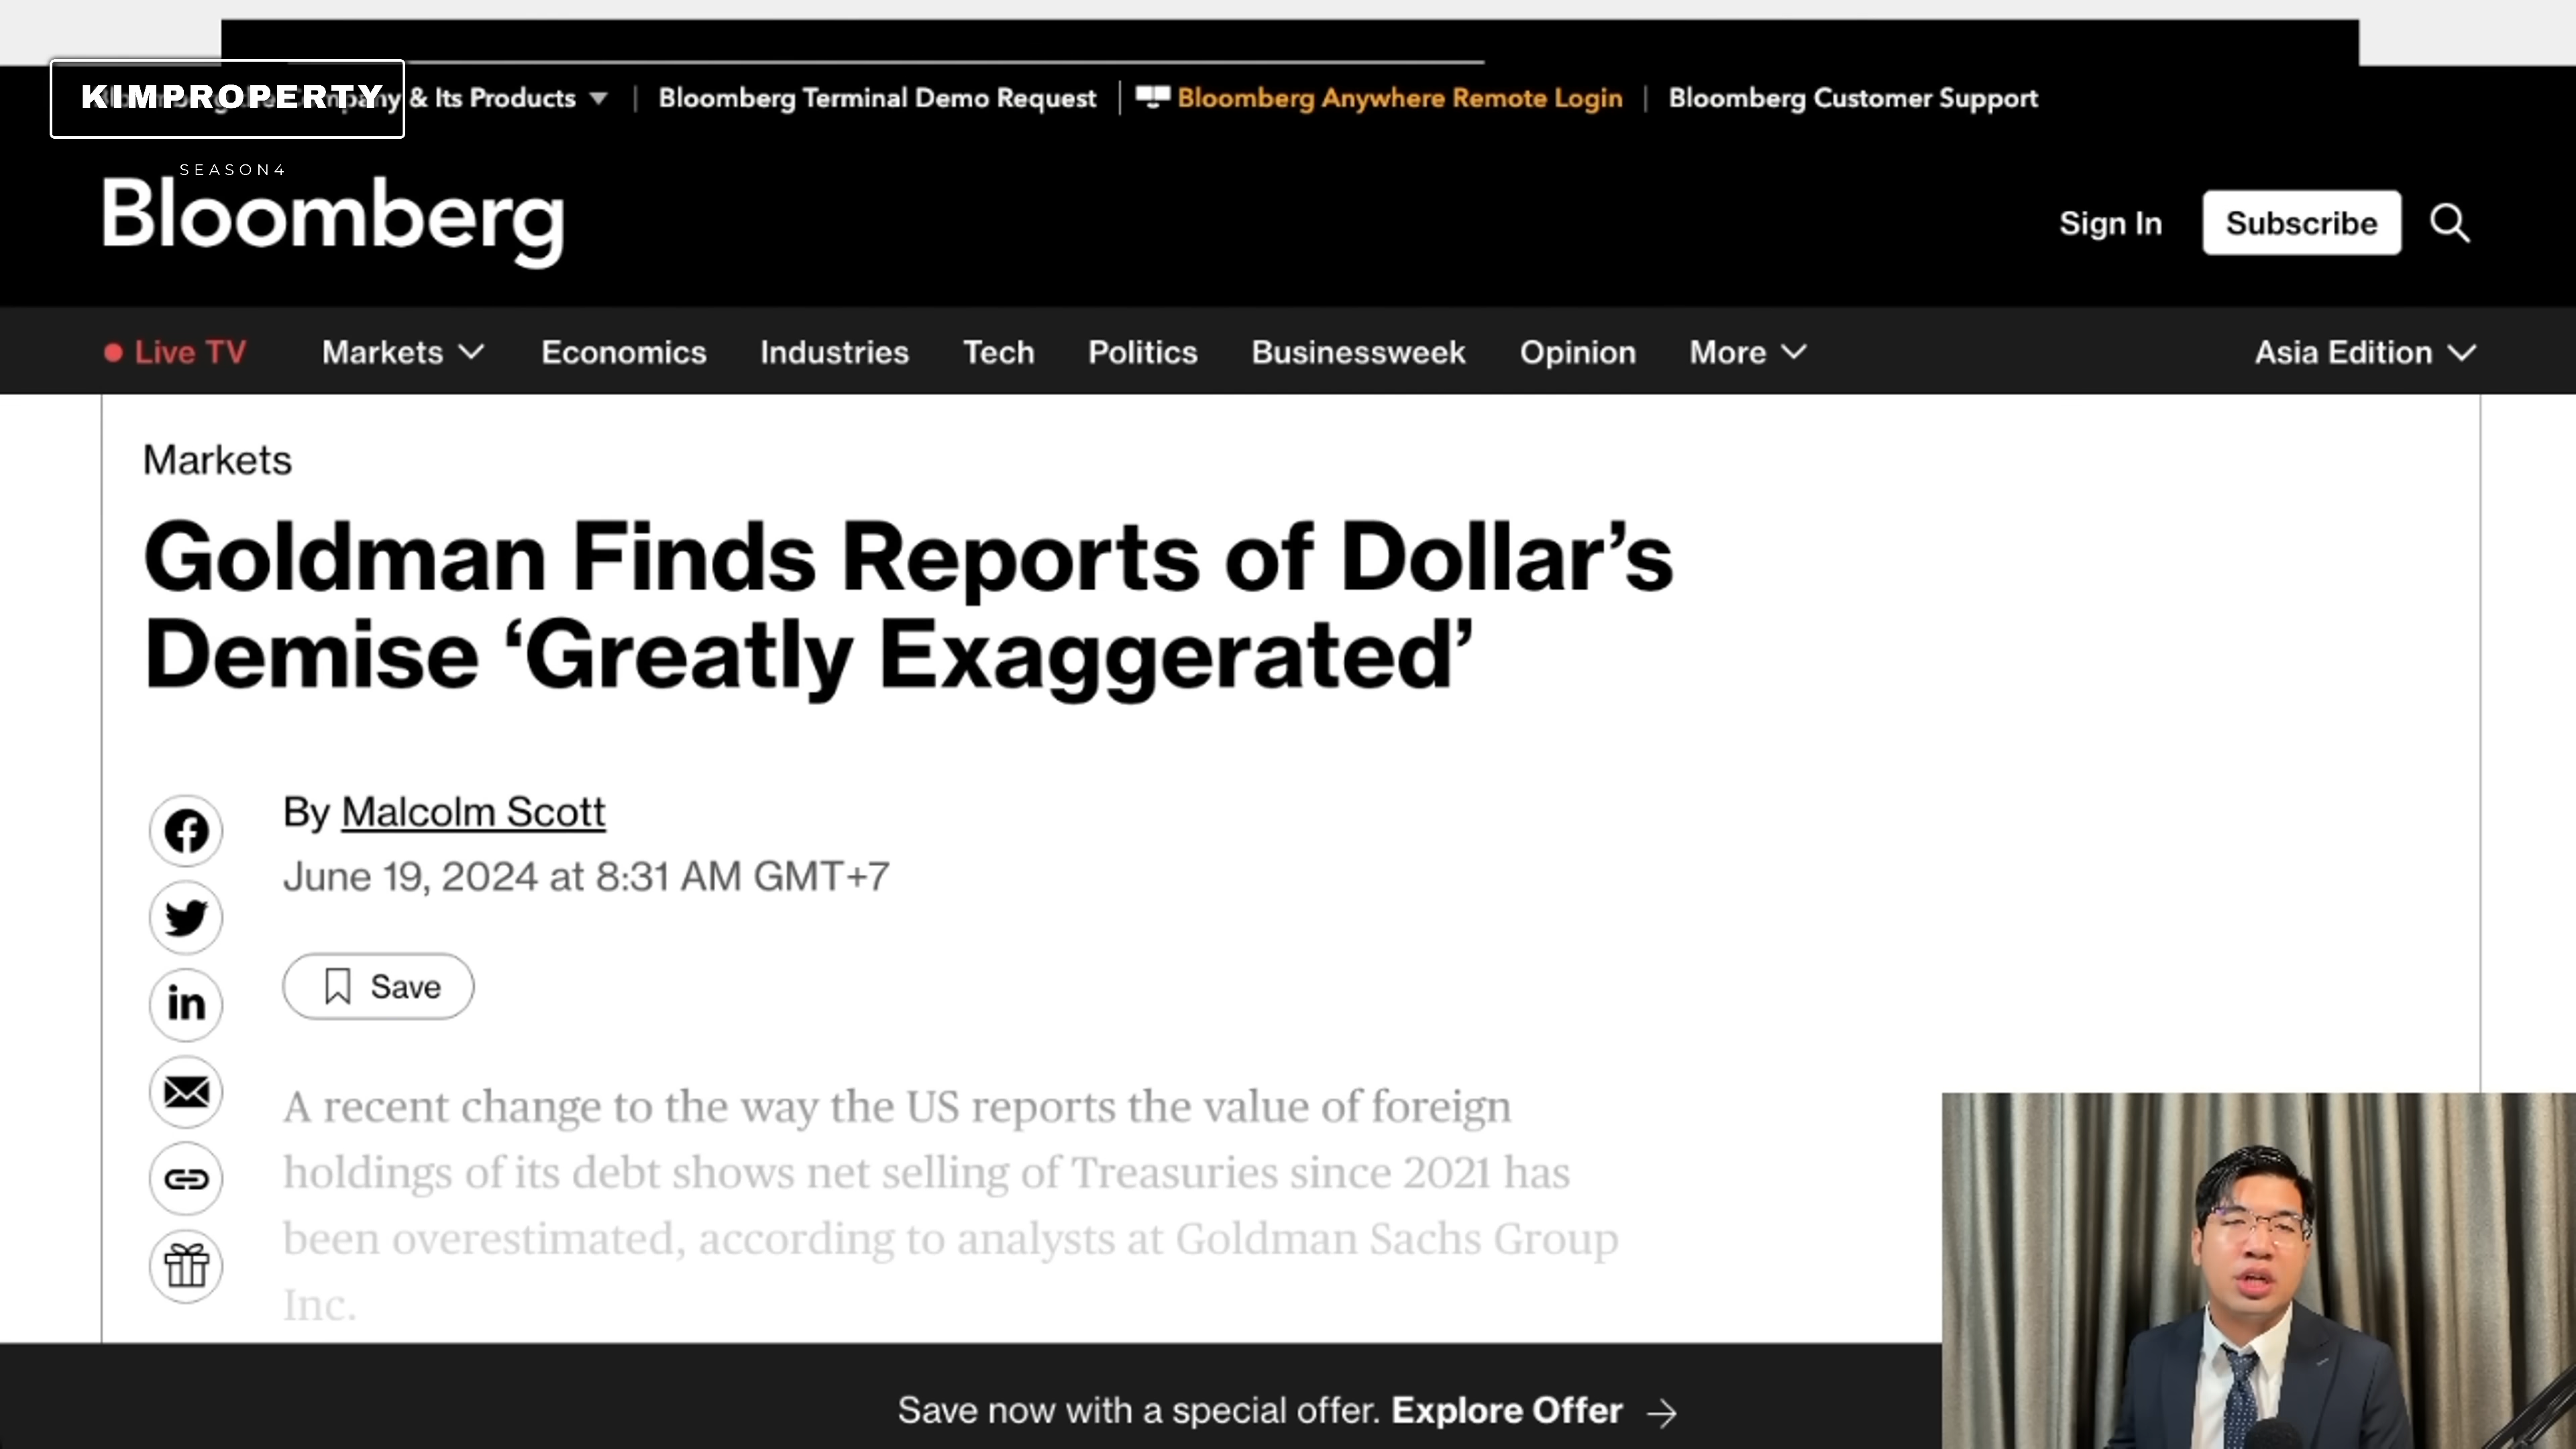 KIMPROPERTY
& Its Products
Bloomberg Terminal Demo Request
Bloomberg Anywhere Remote Login
Bloomberg Customer Support
SEASON4
Bloomberg
Sign In
Subscribe
Live TV
Markets
Economics
Industries
Tech
Politics
Businessweek
Opinion
More
Asia Edition
Markets
Goldman Finds Reports of Dollar’s
Demise ‘Greatly Exaggerated’
By Malcolm Scott
June 19, 2024 at 8:31 AM GMT+7
Save
A recent change to the way the US reports the value of foreign
holdings of its debt shows net selling of Treasuries since 2021 has
been overestimated, according to analysts at Goldman Sachs Group
Inc.
Save now with a special offer. Explore Offer